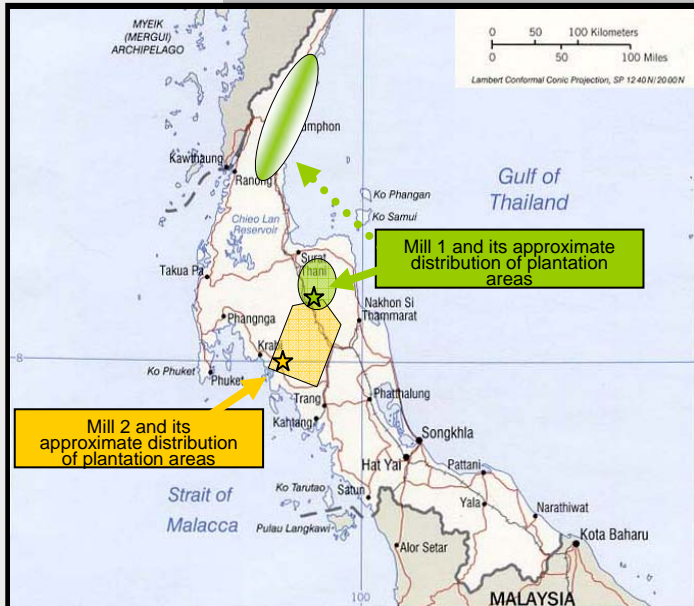 MYEIK
(MERGUI)
ARCHIPELAGO
0 50 100 Kilometers
0 50 100 Miles
Lambert Conformal Conic Projection, SP 12 40 N/20 00 N
umphon
Kawthaung
Ranong
Gulf of
Thailand
Ko Phangan
Chieo Lan
Reservoir
Ko Samui
Mill 1 and its approximate
distribution of plantation
areas
Surat
Thani
Takua Pa
Nakhon Si
Thammarat
Phangnga
Krabi
8
Ko Phuket
Phuket
Trang
Phatthalung
Kahtang
Mill 2 and its
approximate distribution
of plantation areas
Songkhla
Hat Yai
Pattani
Strait of
Malacca
Ko Tarutao
Satun
Yala
Narathiwat
Pulau Langkawi
Kota Baharu
Alor Setar
100
MALAYSIA